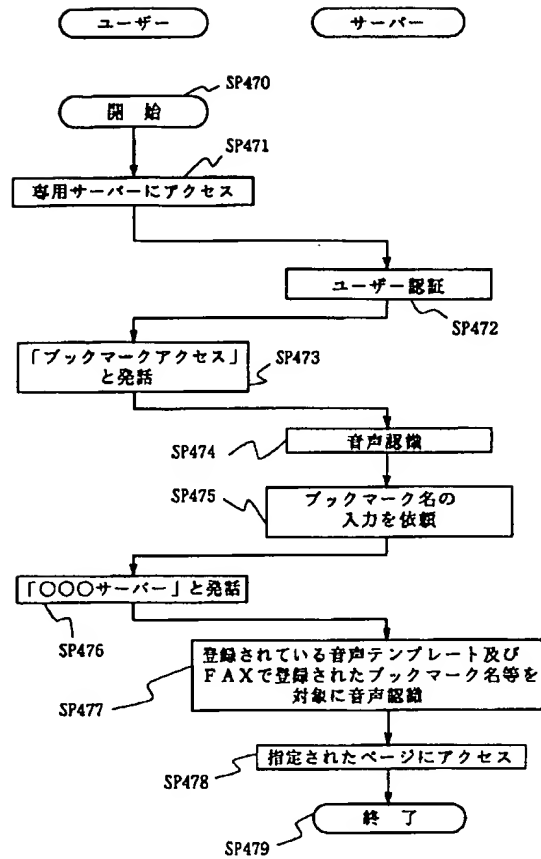 ユーザー
サーバー
SP470
開 始
SP471
専用サーバーにアクセス
ユーザー認証
SP472
「ブックマークアクセス」
と発話
SP473
音声認識
SP474
SP475
ブックマーク名の
入力を依頼
「○○○サーバー」と発話
SP476
登録されている音声テンプレート及び
FAXで登録されたブックマーク名等を
対象に音声認識
SP477
指定されたページにアクセス
SP478
終 了
SP479